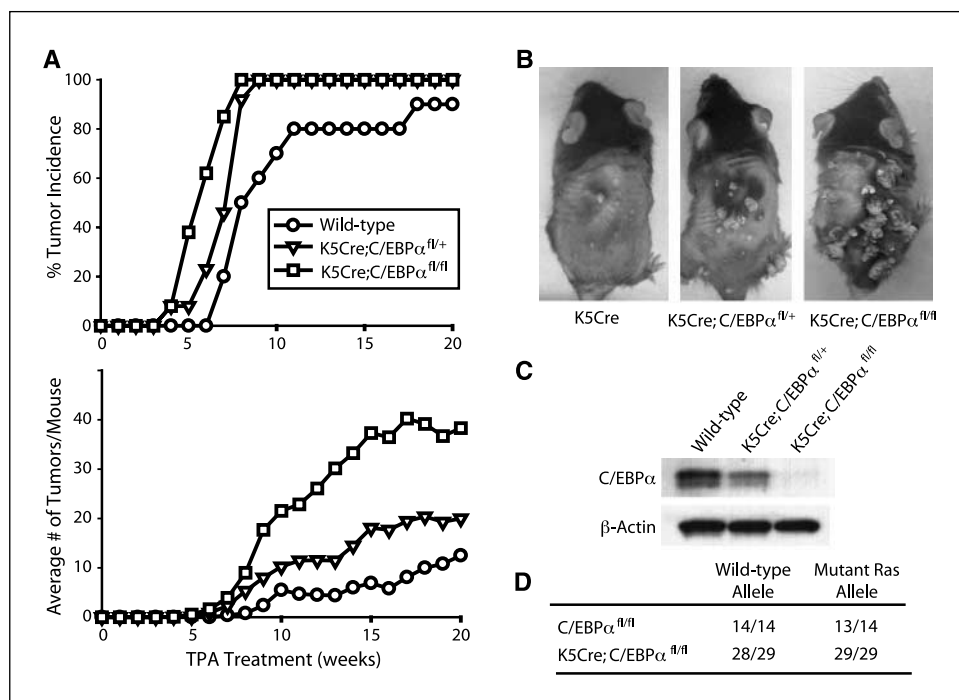 A
% Tumor Incidence
100
80
60
40
20
0
0 5 10 15 20
Wild-type
K5Cre;C/EBPα fl/+
K5Cre;C/EBPα fl/fl
Average # of Tumors/Mouse
40
30
20
10
0
0 5 10 15 20
TPA Treatment (weeks)
B
K5Cre K5Cre; C/EBPα fl/+ K5Cre; C/EBPα fl/fl
C
Wild-type K5Cre; C/EBPα fl/+ K5Cre; C/EBPα fl/fl
C/EBPα
β-Actin
D
Wild-type Mutant Ras
Allele Allele
C/EBPα fl/fl 14/14 13/14
K5Cre; C/EBPα fl/fl 28/29 29/29